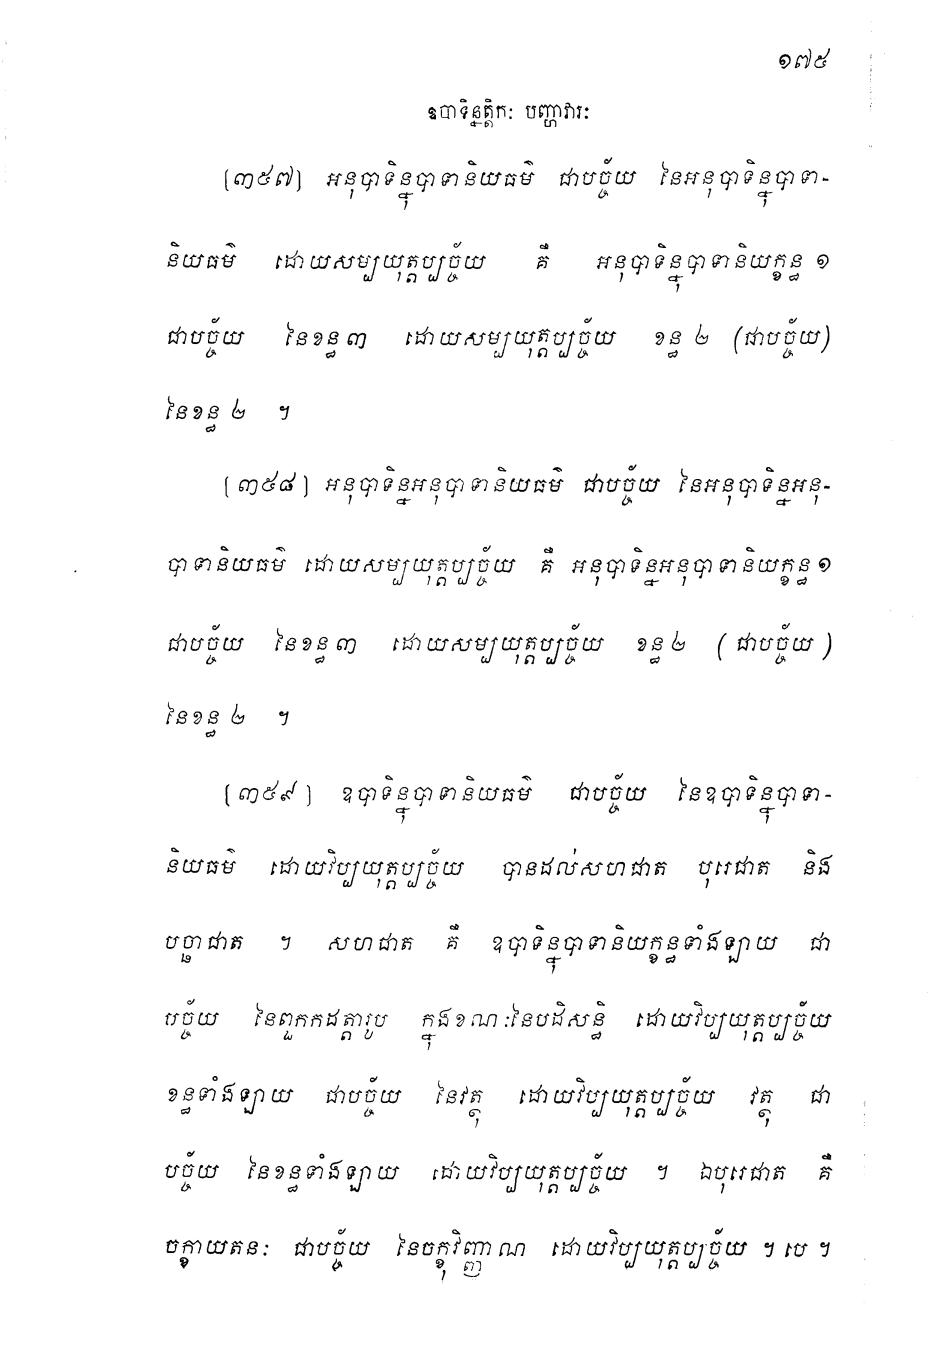 ១៧៥
ឧបាទិន្នត្តិកៈ បញ្ហាវារៈ
(៣៥៧) អនុបាទិន្នុបាទានិយធម៌ ជាបច្ច័យ នៃអនុបាទិន្នុបាទា-
និយធម៌ ដោយសម្បយុត្តប្បច្ច័យ គឺ អនុបាទិន្នុបាទានិយក្ខន្ធ ១
ជាបច្ច័យ នៃខន្ធ ៣ ដោយសម្បយុត្តប្បច្ច័យ ខន្ធ ២ (ជាបច្ច័យ)
នៃខន្ធ ២ ។
(៣៥៨) អនុបាទិន្នអនុបាទានិយធម៌ ជាបច្ច័យ នៃអនុបាទិន្នអនុ-
បាទានិយធម៌ ដោយសម្បយុត្តប្បច្ច័យ គឺ អនុបាទិន្នអនុបាទានិយក្ខន្ធ ១
ជាបច្ច័យ នៃខន្ធ ៣ ដោយសម្បយុត្តប្បច្ច័យ ខន្ធ ២ (ជាបច្ច័យ)
នៃខន្ធ ២ ។
(៣៥៩) ឧបាទិន្នុបាទានិយធម៌ ជាបច្ច័យ នៃឧបាទិន្នុបាទា-
និយធម៌ ដោយវិប្បយុត្តប្បច្ច័យ បានដល់សហជាត បុរេជាត និង
បច្ឆាជាត ។ សហជាត គឺ ឧបាទិន្នុបាទានិយក្ខន្ធទាំងឡាយ ជា
បច្ច័យ នៃពួកកដត្តារូប ក្នុងខណៈនៃបដិសន្ធិ ដោយវិប្បយុត្តប្បច្ច័យ
ខន្ធទាំងឡាយ ជាបច្ច័យ នៃវត្ថុ ដោយវិប្បយុត្តប្បច្ច័យ វត្ថុ ជា
បច្ច័យ នៃខន្ធទាំងឡាយ ដោយវិប្បយុត្តប្បច្ច័យ ។ ឯបុរេជាត គឺ
ចក្ខាយតនៈ ជាបច្ច័យ នៃចក្ខុវិញ្ញាណ ដោយវិប្បយុត្តប្បច្ច័យ ។ បេ ។